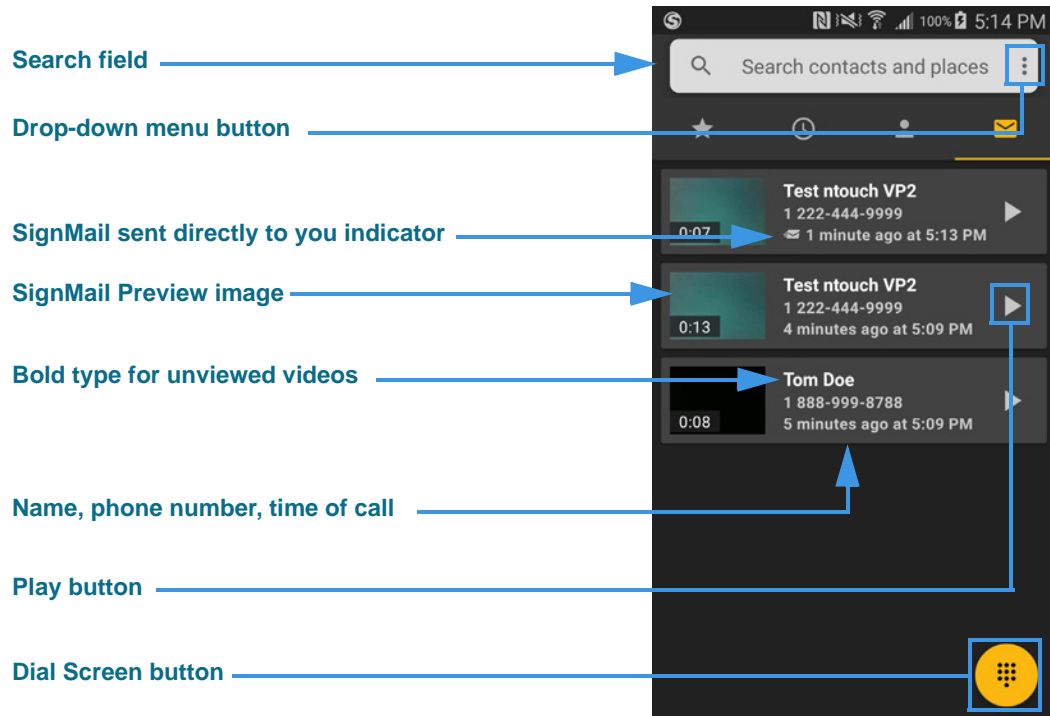 100% 5:14 PM
Search field
Search contacts and places
Drop-down menu button
Test ntouch VP2
1 222-444-9999
SignMail sent directly to you indicator
0:07
1 minute ago at 5:13 PM
SignMail Preview image
Test ntouch VP2
1 222-444-9999
0:13
4 minutes ago at 5:09 PM
Bold type for unviewed videos
Tom Doe
1 888-999-8788
0:08
5 minutes ago at 5:09 PM
Name, phone number, time of call
Play button
Dial Screen button